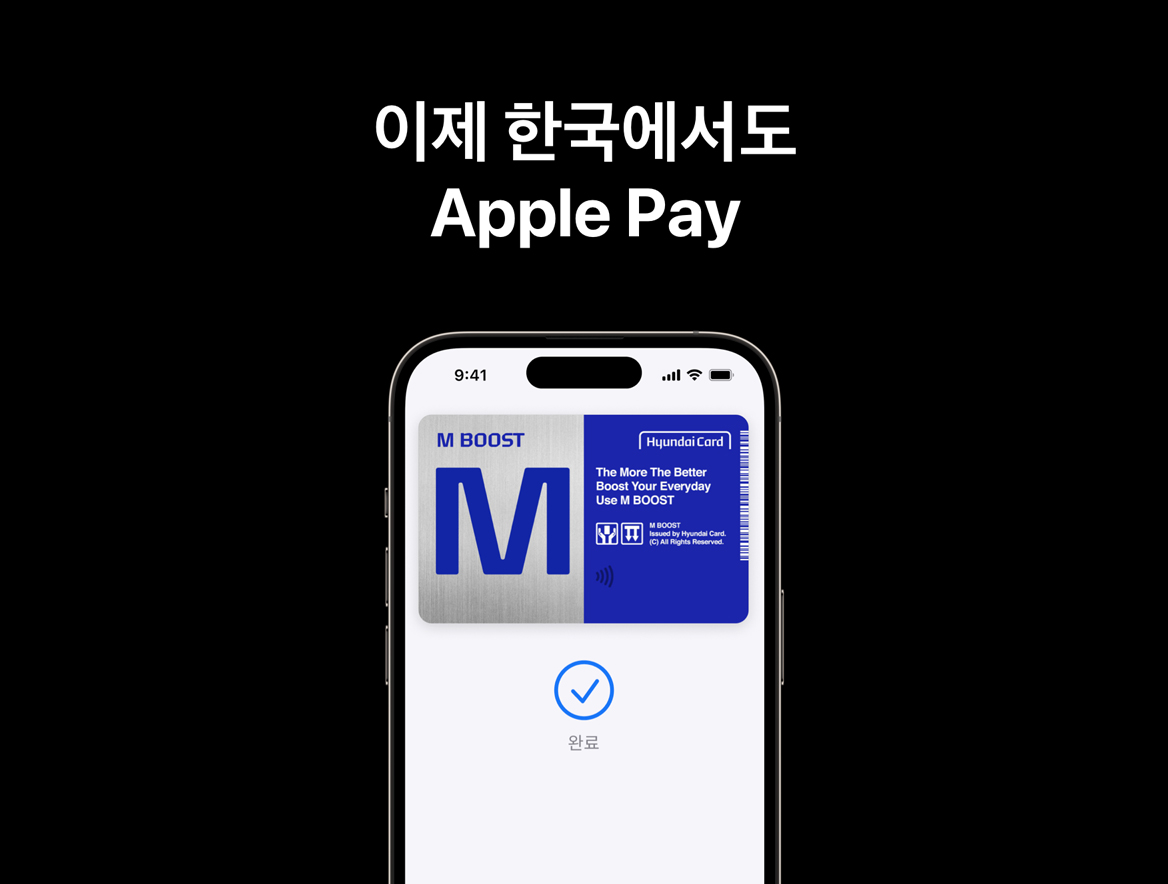 이제 한국에서도
Apple Pay
9:41
M BOOST
M
Hyundai Card
The More The Better
Boost Your Everyday
Use M BOOST
M BOOST
Issued by Hyundai Card.
(C) All Rights Reserved.
완료